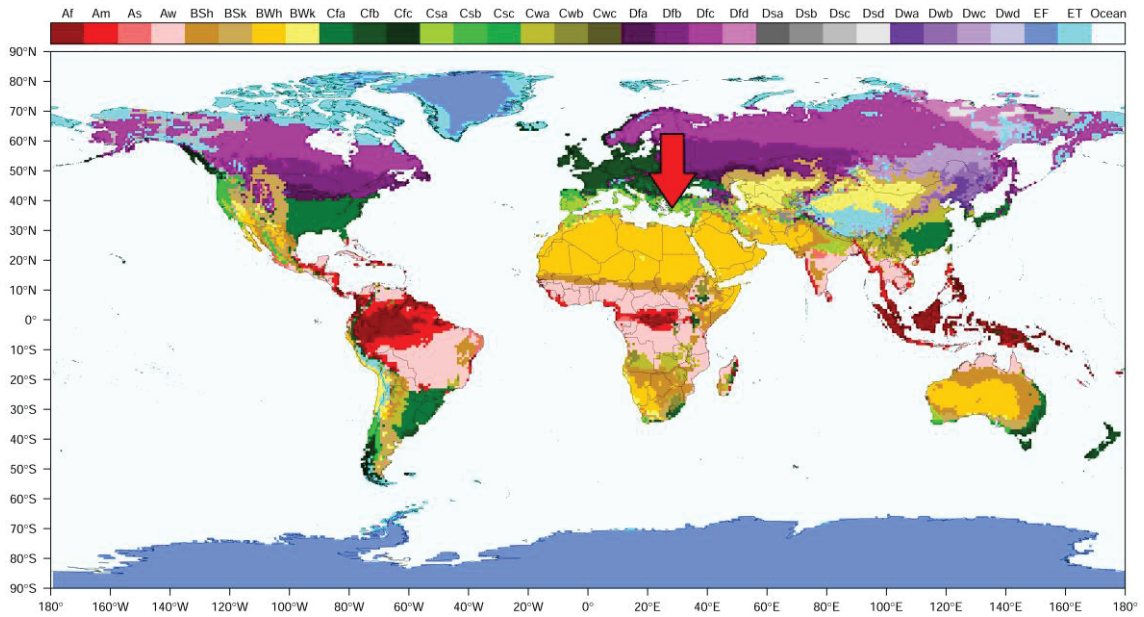 Af Am As Aw BSh BSk BWh BWk Cfa Cfb Cfc Csa Csb Csc Cwa Cwb Cwc Dfa Dfb Dfc Dfd Dsa Dsb Dsc Dsd Dwa Dwb Dwc Dwd EF ET Ocean
90°N
80°N
70°N
60°N
50°N
40°N
30°N
20°N
10°N
0°
10°S
20°S
30°S
40°S
50°S
60°S
70°S
80°S
90°S
180° 160°W 140°W 120°W 100°W 80°W 60°W 40°W 20°W 0° 20°E 40°E 60°E 80°E 100°E 120°E 140°E 160°E 180°